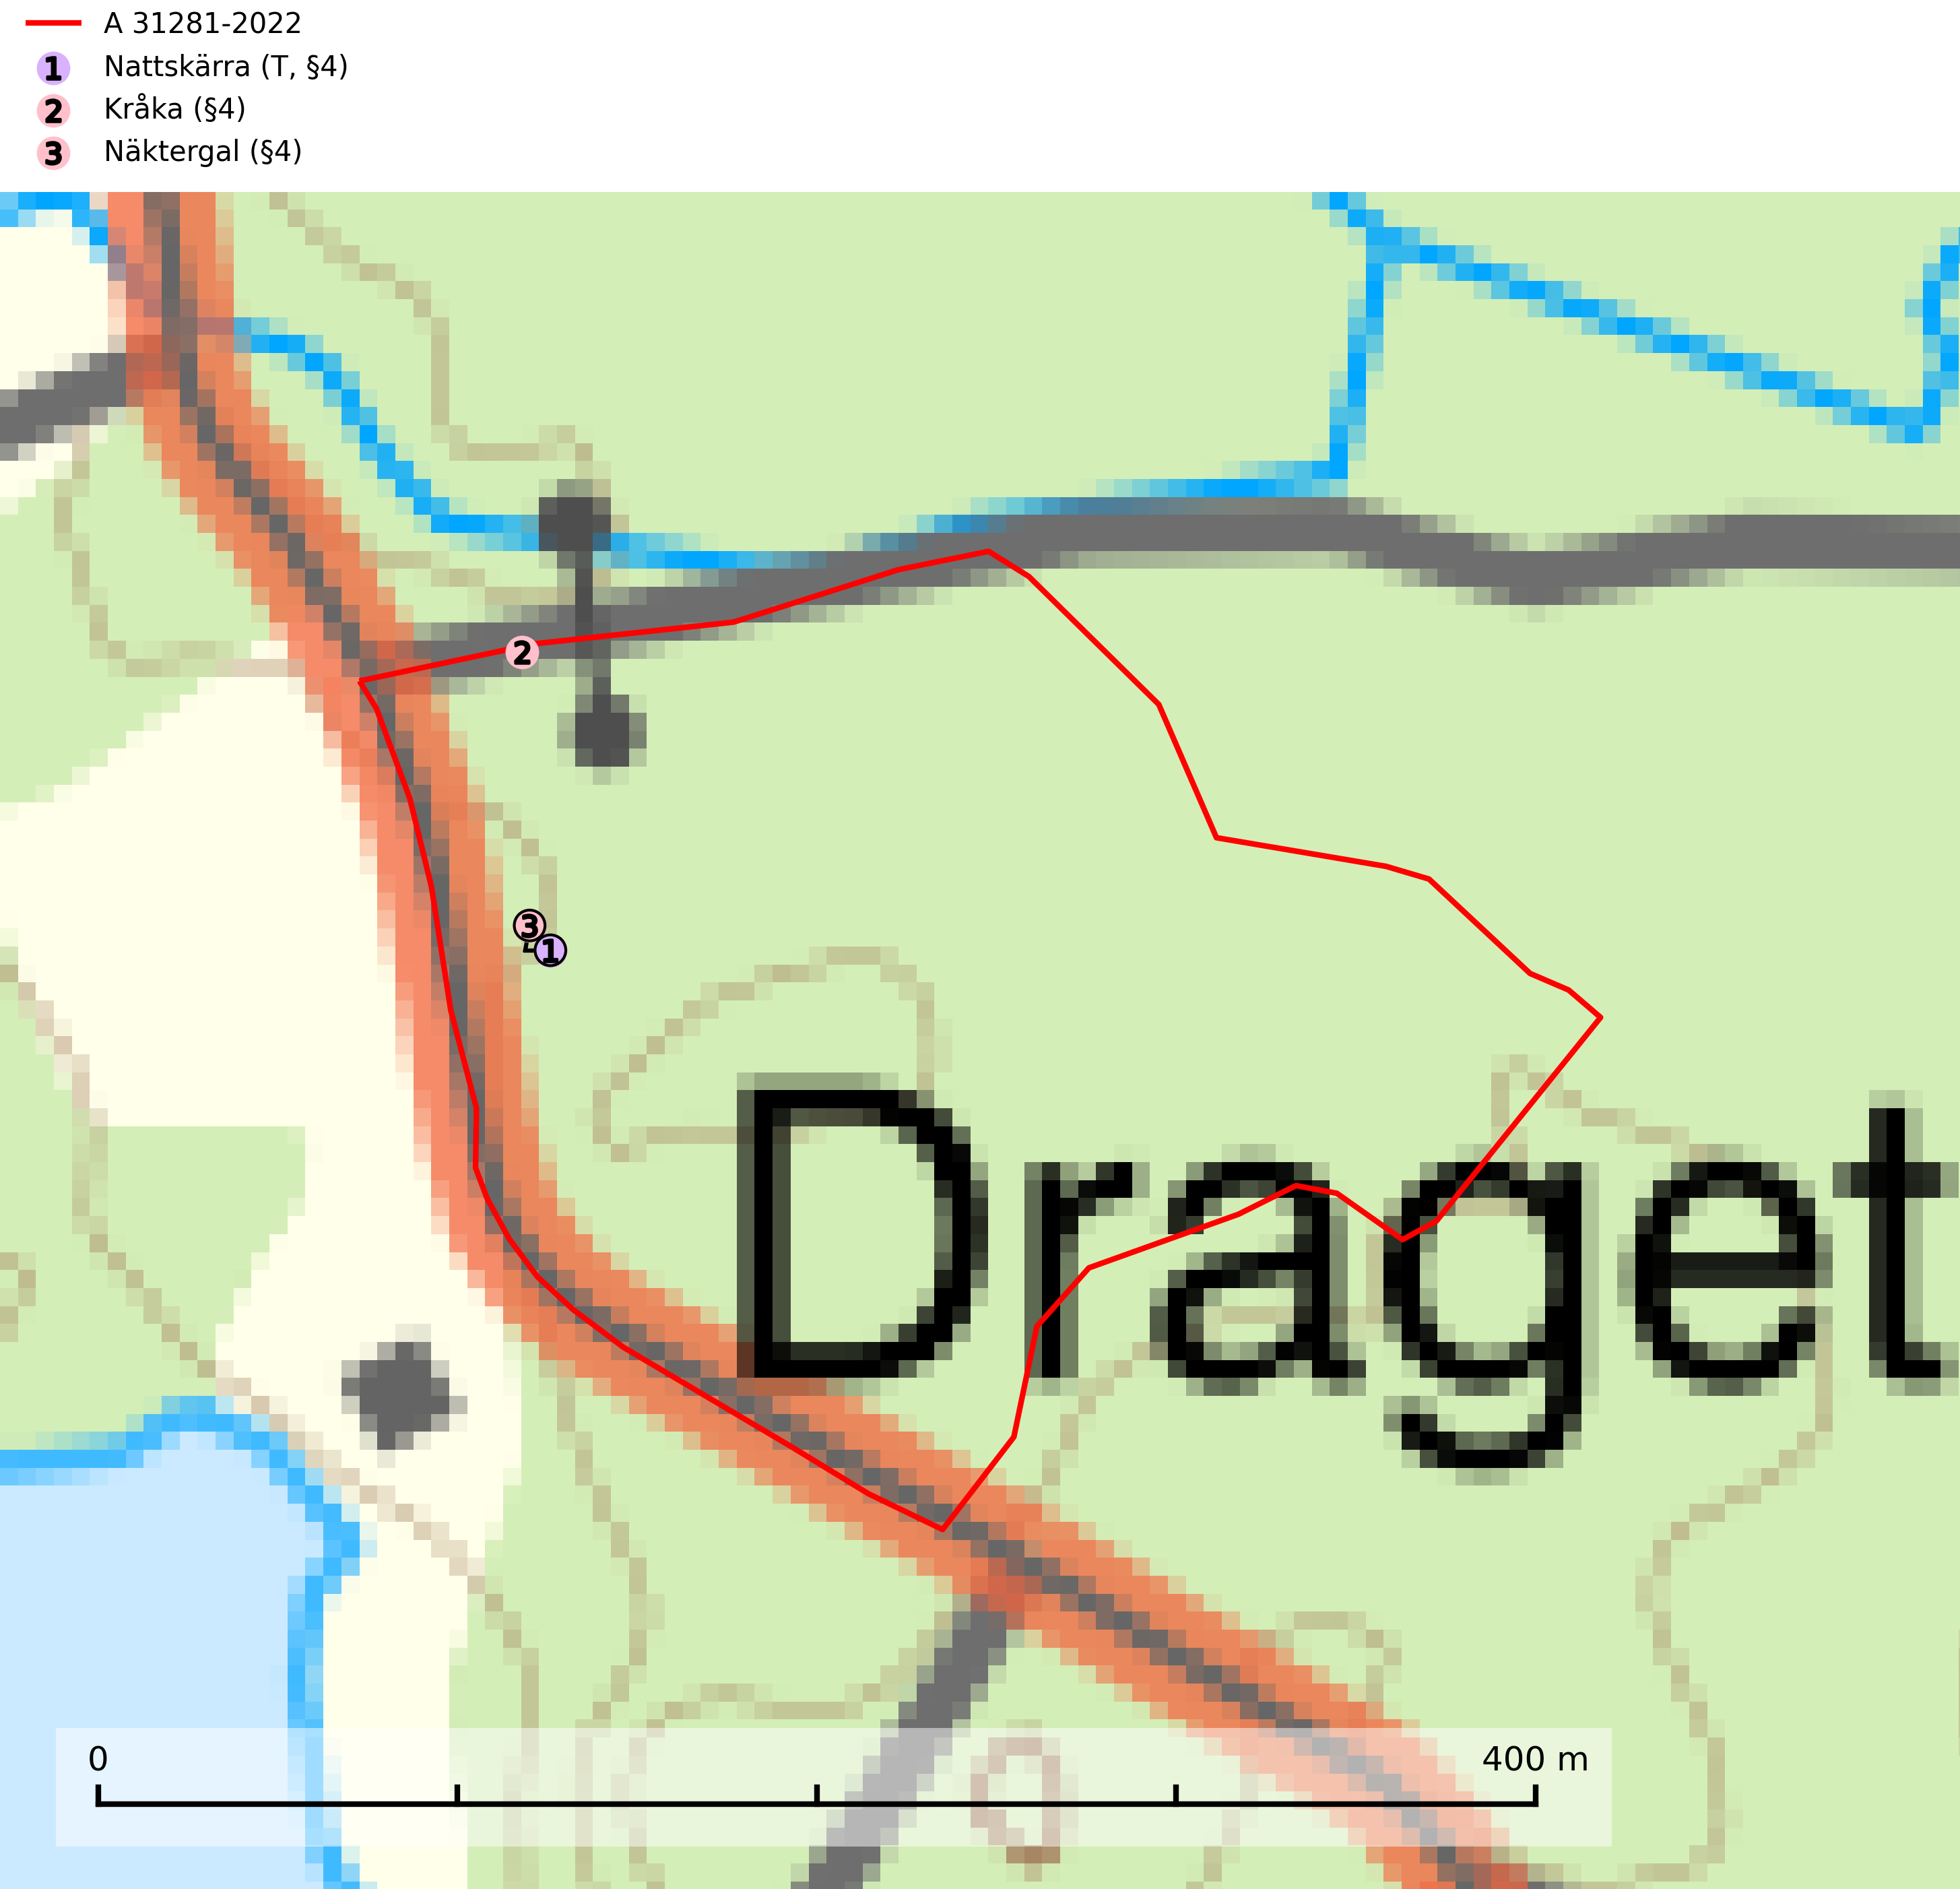 A 31281-2022
1 Nattskärra (T, §4)
2 Kråka (§4)
3 Näktergal (§4)
2
3
1
Draget
0 400 m